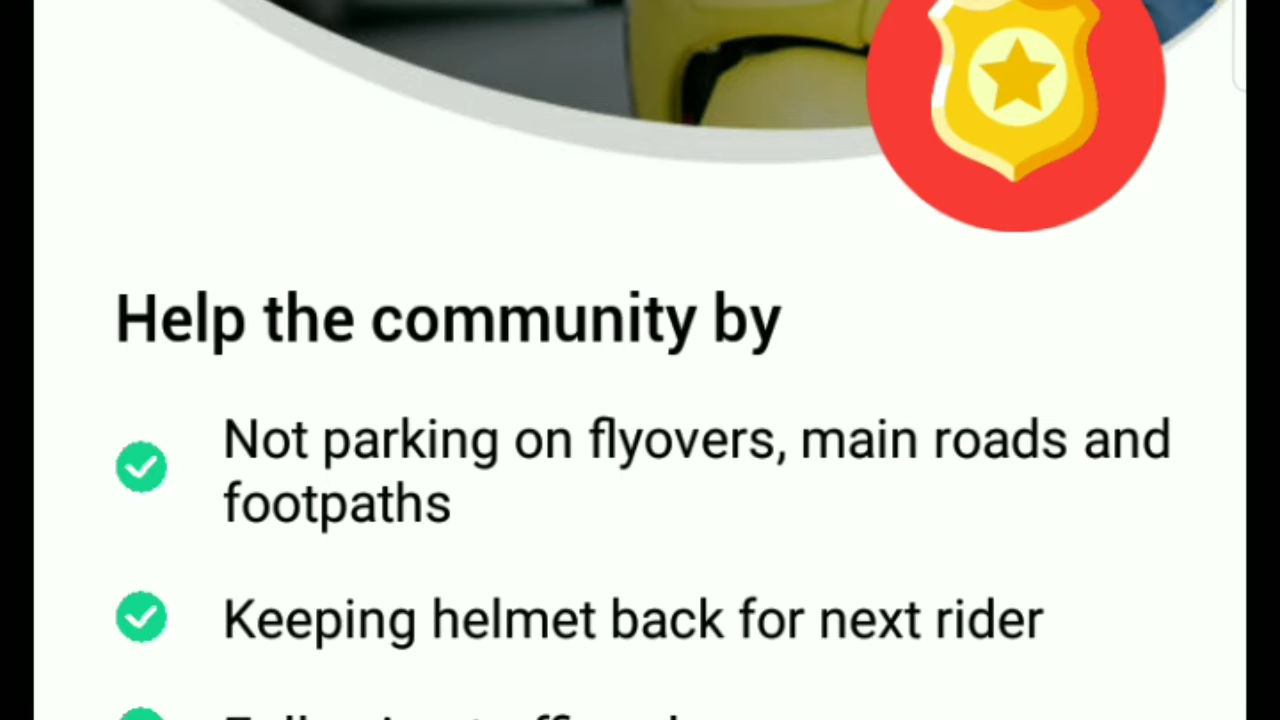 Help the community by
Not parking on flyovers, main roads and
footpaths
Keeping helmet back for next rider